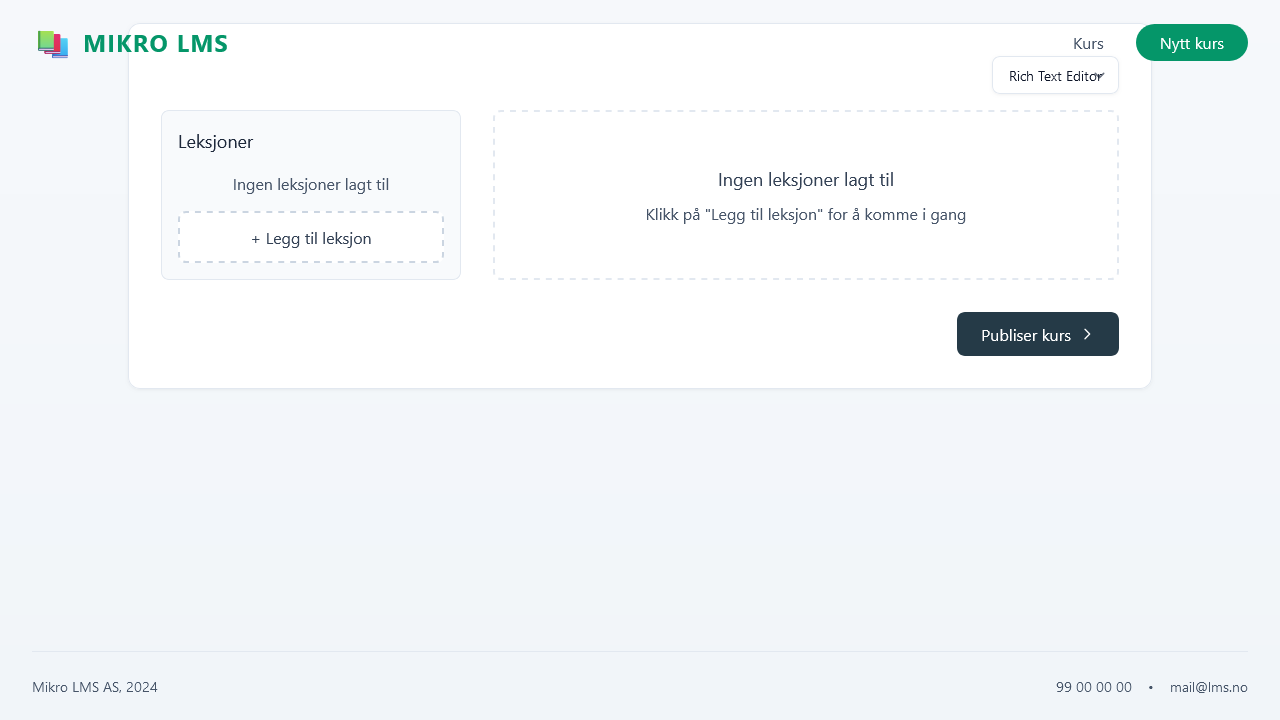 MIKRO LMS
Kurs
Nytt kurs
Rich Text Editor
Leksjoner
Ingen leksjoner lagt til
+ Legg til leksjon
Ingen leksjoner lagt til
Klikk på "Legg til leksjon" for å komme i gang
Publiser kurs
Mikro LMS AS, 2024
99 00 00 00 • mail@lms.no